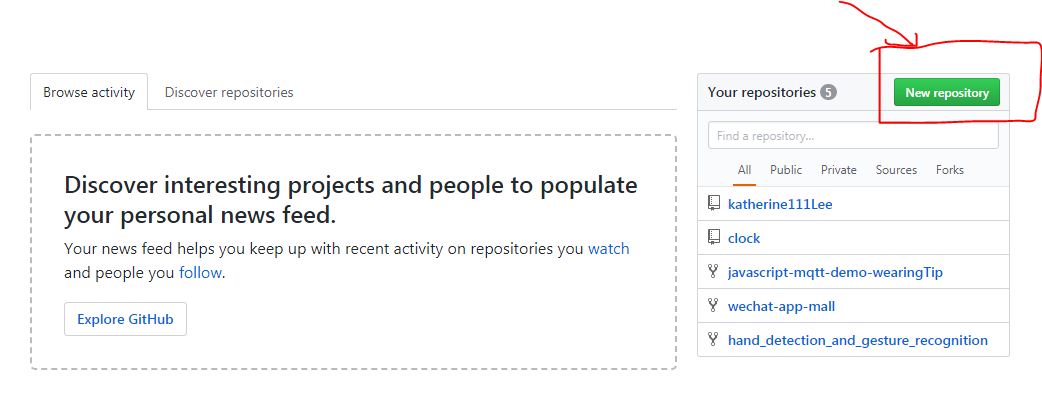 Browse activity
Discover repositories
Discover interesting projects and people to populate
your personal news feed.
Your news feed helps you keep up with recent activity on repositories you watch
and people you follow.
Explore GitHub
Your repositories 5
New repository
Find a repository...
All Public Private Sources Forks
katherine111Lee
clock
javascript-mqtt-demo-wearingTip
wechat-app-mall
hand_detection_and_gesture_recognition